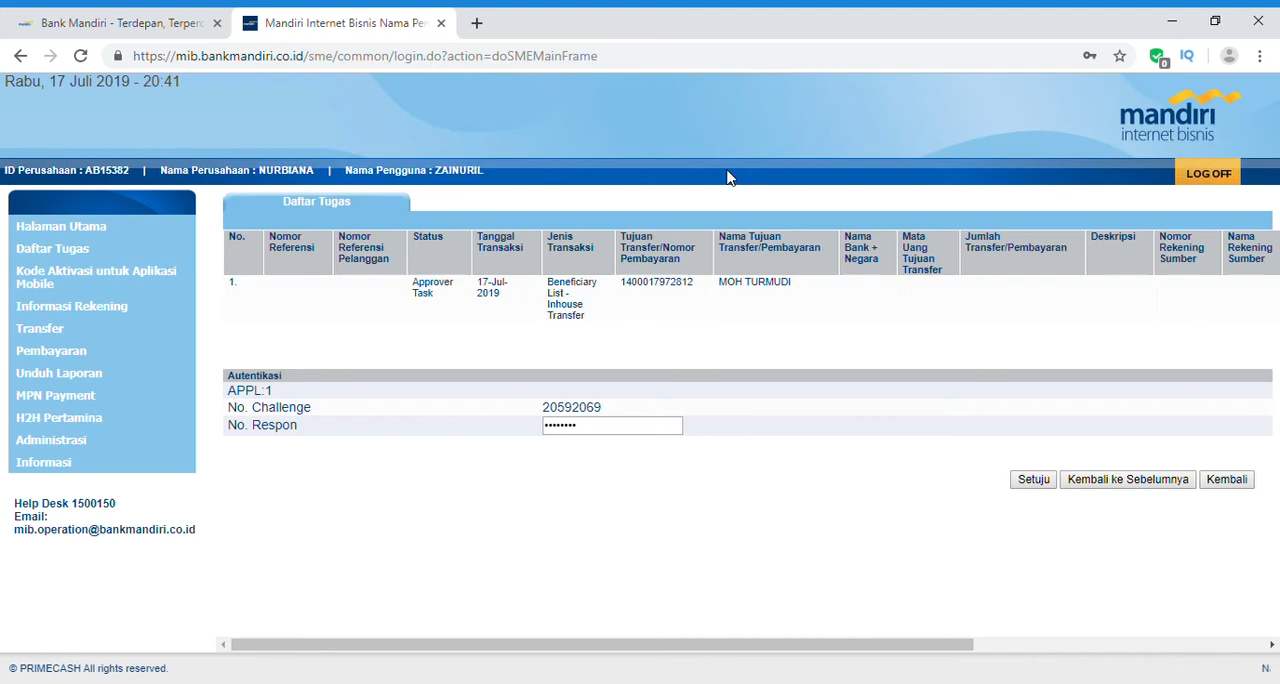 Bank Mandiri - Terdepan, Terperc
Mandiri Internet Bisnis Nama Per
https://mib.bankmandiri.co.id/sme/common/login.do?action=doSMEMainFrame
0
IQ
Rabu, 17 Juli 2019 - 20:41
mandiri
internet bisnis
ID Perusahaan : AB15382 | Nama Perusahaan : NURBIANA | Nama Pengguna : ZAINURIL
LOG OFF
Halaman Utama
Daftar Tugas
Kode Aktivasi untuk Aplikasi
Mobile
Informasi Rekening
Transfer
Pembayaran
Unduh Laporan
MPN Payment
H2H Pertamina
Administrasi
Informasi
Help Desk 1500150
Email:
mib.operation@bankmandiri.co.id
Daftar Tugas
No.
Nomor
Referensi
Nomor
Referensi
Pelanggan
Status
Tanggal
Transaksi
Jenis
Transaksi
Tujuan
Transfer/Nomor
Pembayaran
Nama Tujuan
Transfer/Pembayaran
Nama
Bank +
Negara
Mata
Uang
Tujuan
Transfer
Jumlah
Transfer/Pembayaran
Deskripsi
Nomor
Rekening
Sumber
Nama
Rekening
Sumber
1.
Approver
Task
17-Jul-
2019
Beneficiary
List -
Inhouse
Transfer
1400017972812
MOH TURMUDI
Autentikasi
APPL:1
No. Challenge 20592069
No. Respon ••••••••
Setuju
Kembali ke Sebelumnya
Kembali
© PRIMECASH All rights reserved.